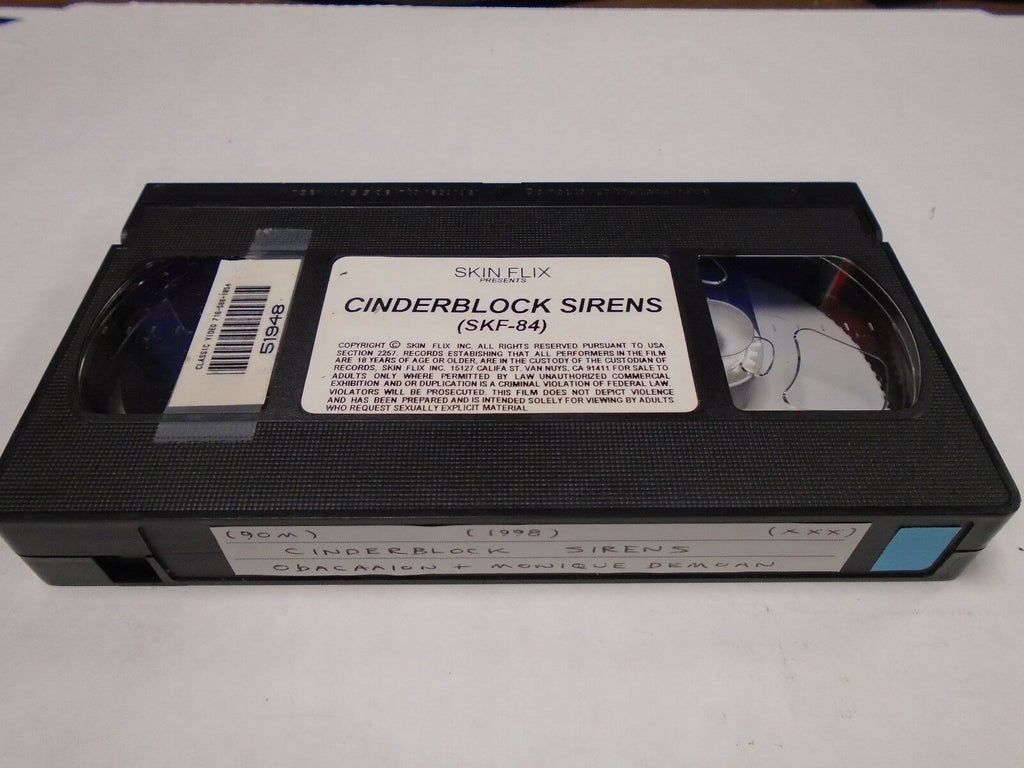 CLASSIC VIDEO
51948
SKIN FLIX
PRESENTS
CINDERBLOCK SIRENS
(SKF-84)
COPYRIGHT © SKIN FLIX INC. ALL RIGHTS RESERVED PURSUANT TO USA
SECTION 2257. RECORDS ESTABISHING THAT ALL PERFORMERS IN THE FILM
ARE 18 YEARS OF AGE OR OLDER, ARE IN THE CUSTODY OF THE CUSTODIAN OF
RECORDS, SKIN FLIX INC. 15127 CALIFA ST. VAN NUYS, CA 91411 FOR SALE TO
ADULTS ONLY WHERE PERMITTED BY LAW UNAUTHORIZED COMMERCIAL
EXHIBITION AND OR DUPLICATION IS A CRIMINAL VIOLATION OF FEDERAL LAW.
VIOLATORS WILL BE PROSECUTED. THIS FILM DOES NOT DEPICT VIOLENCE
AND HAS BEEN PREPARED AND IS INTENDED SOLELY FOR VIEWING BY ADULTS
WHO REQUEST SEXUALLY EXPLICIT MATERIAL
(90M) (1998) (XXX)
CINDERBLOCK SIRENS
+ MONIQUE DEMOAN